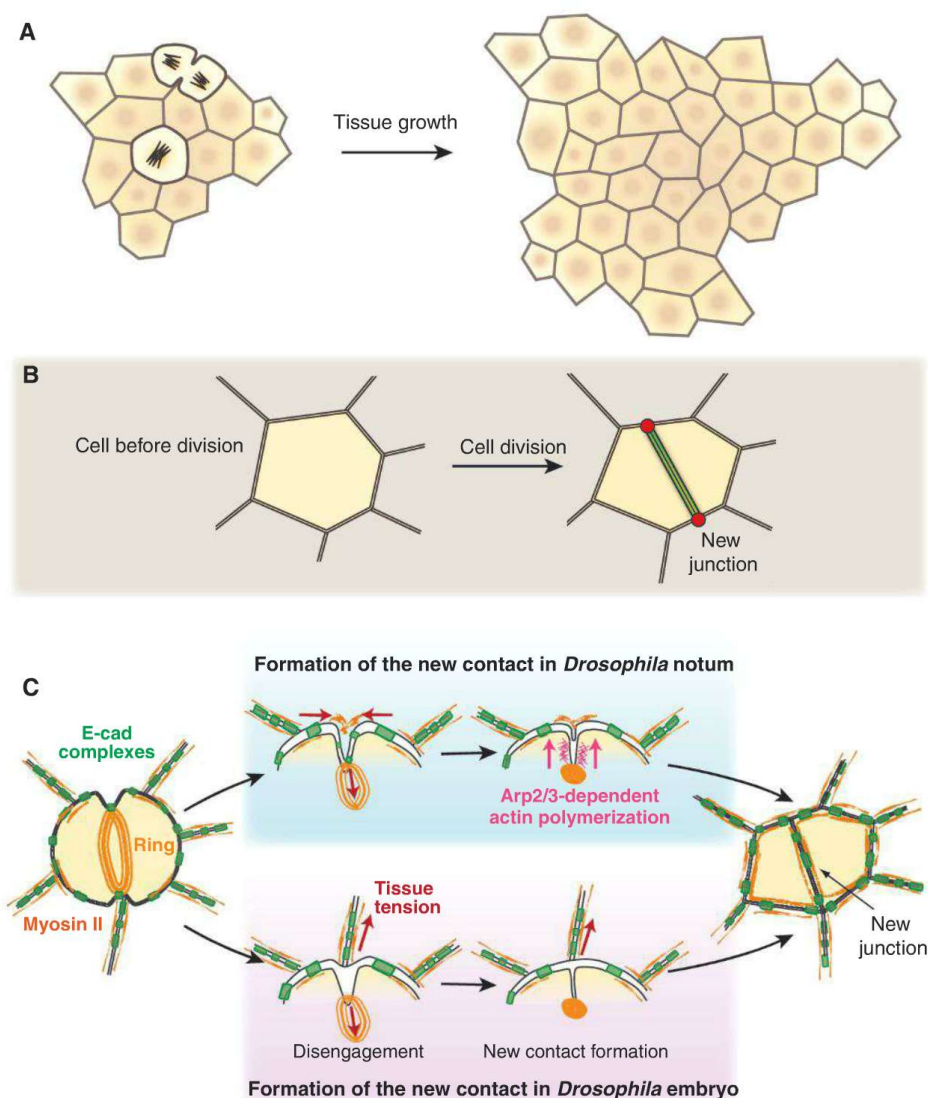 A
Tissue growth
B
Cell before division
Cell division
New
junction
Formation of the new contact in Drosophila notum
C
E-cad
complexes
Arp2/3-dependent
actin polymerization
Ring
Tissue
tension
Myosin II
New
junction
Disengagement
New contact formation
Formation of the new contact in Drosophila embryo